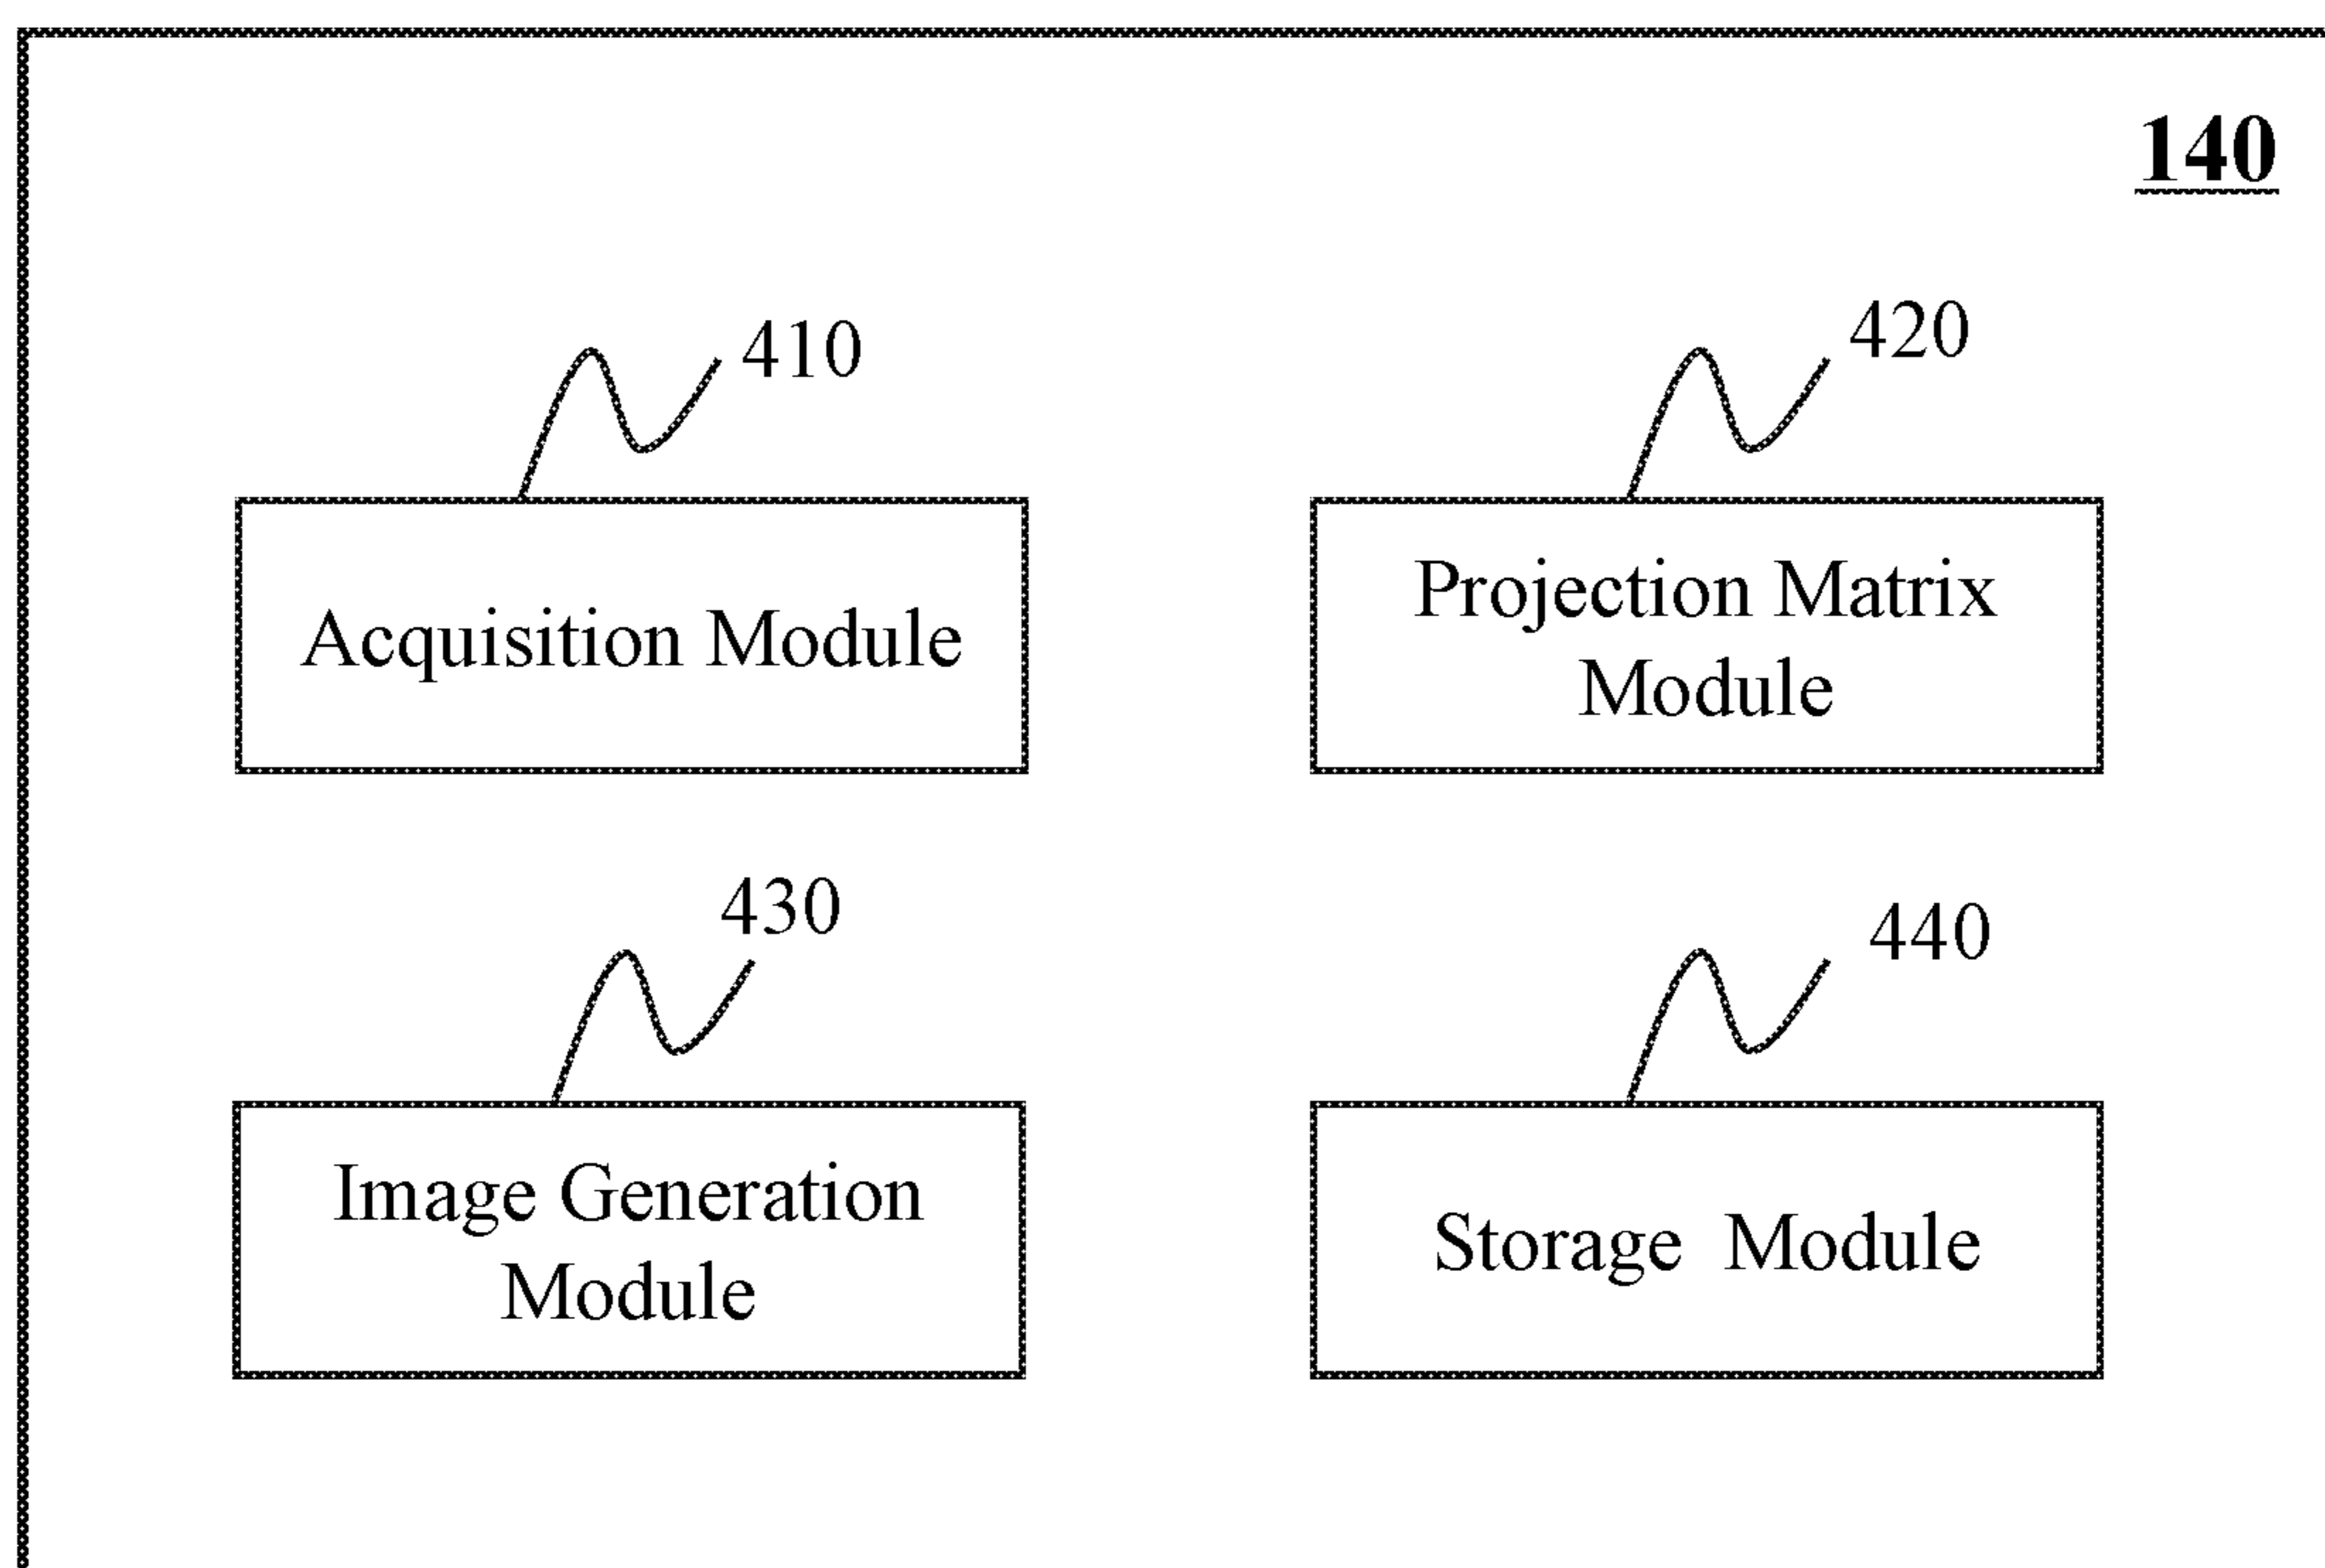 140
410
Acquisition Module
420
Projection Matrix
Module
430
Image Generation
Module
440
Storage Module